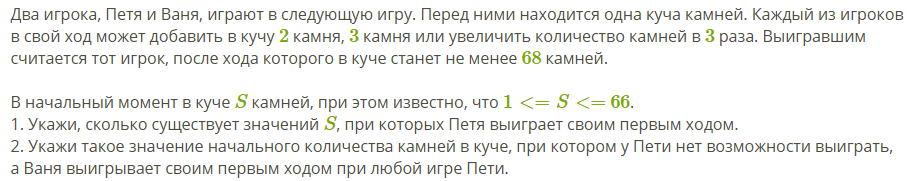 Два игрока, Петя и Ваня, играют в следующую игру. Перед ними находится одна куча камней. Каждый из игроков
в свой ход может добавить в кучу 2 камня, 3 камня или увеличить количество камней в 3 раза. Выигравшим
считается тот игрок, после хода которого в куче станет не менее 68 камней.
В начальный момент в куче S камней, при этом известно, что 1 <= S <= 66.
1. Укажи, сколько существует значений S, при которых Петя выиграет своим первым ходом.
2. Укажи такое значение начального количества камней в куче, при котором у Пети нет возможности выиграть,
а Ваня выигрывает своим первым ходом при любой игре Пети.